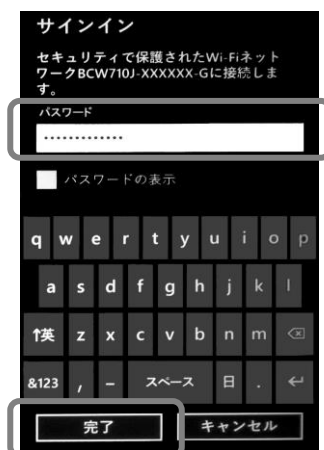 サインイン
セキュリティで保護されたWi-Fiネット
ワークBCW710J-XXXXXX-Gに接続しま
す。
パスワード
•••••••••••••
パスワードの表示
q w e r t y u i o p
a s d f g h j k l
↑英 z x c v b n m ⌫
&123 , – スペース 日 . ↵
完了 キャンセル